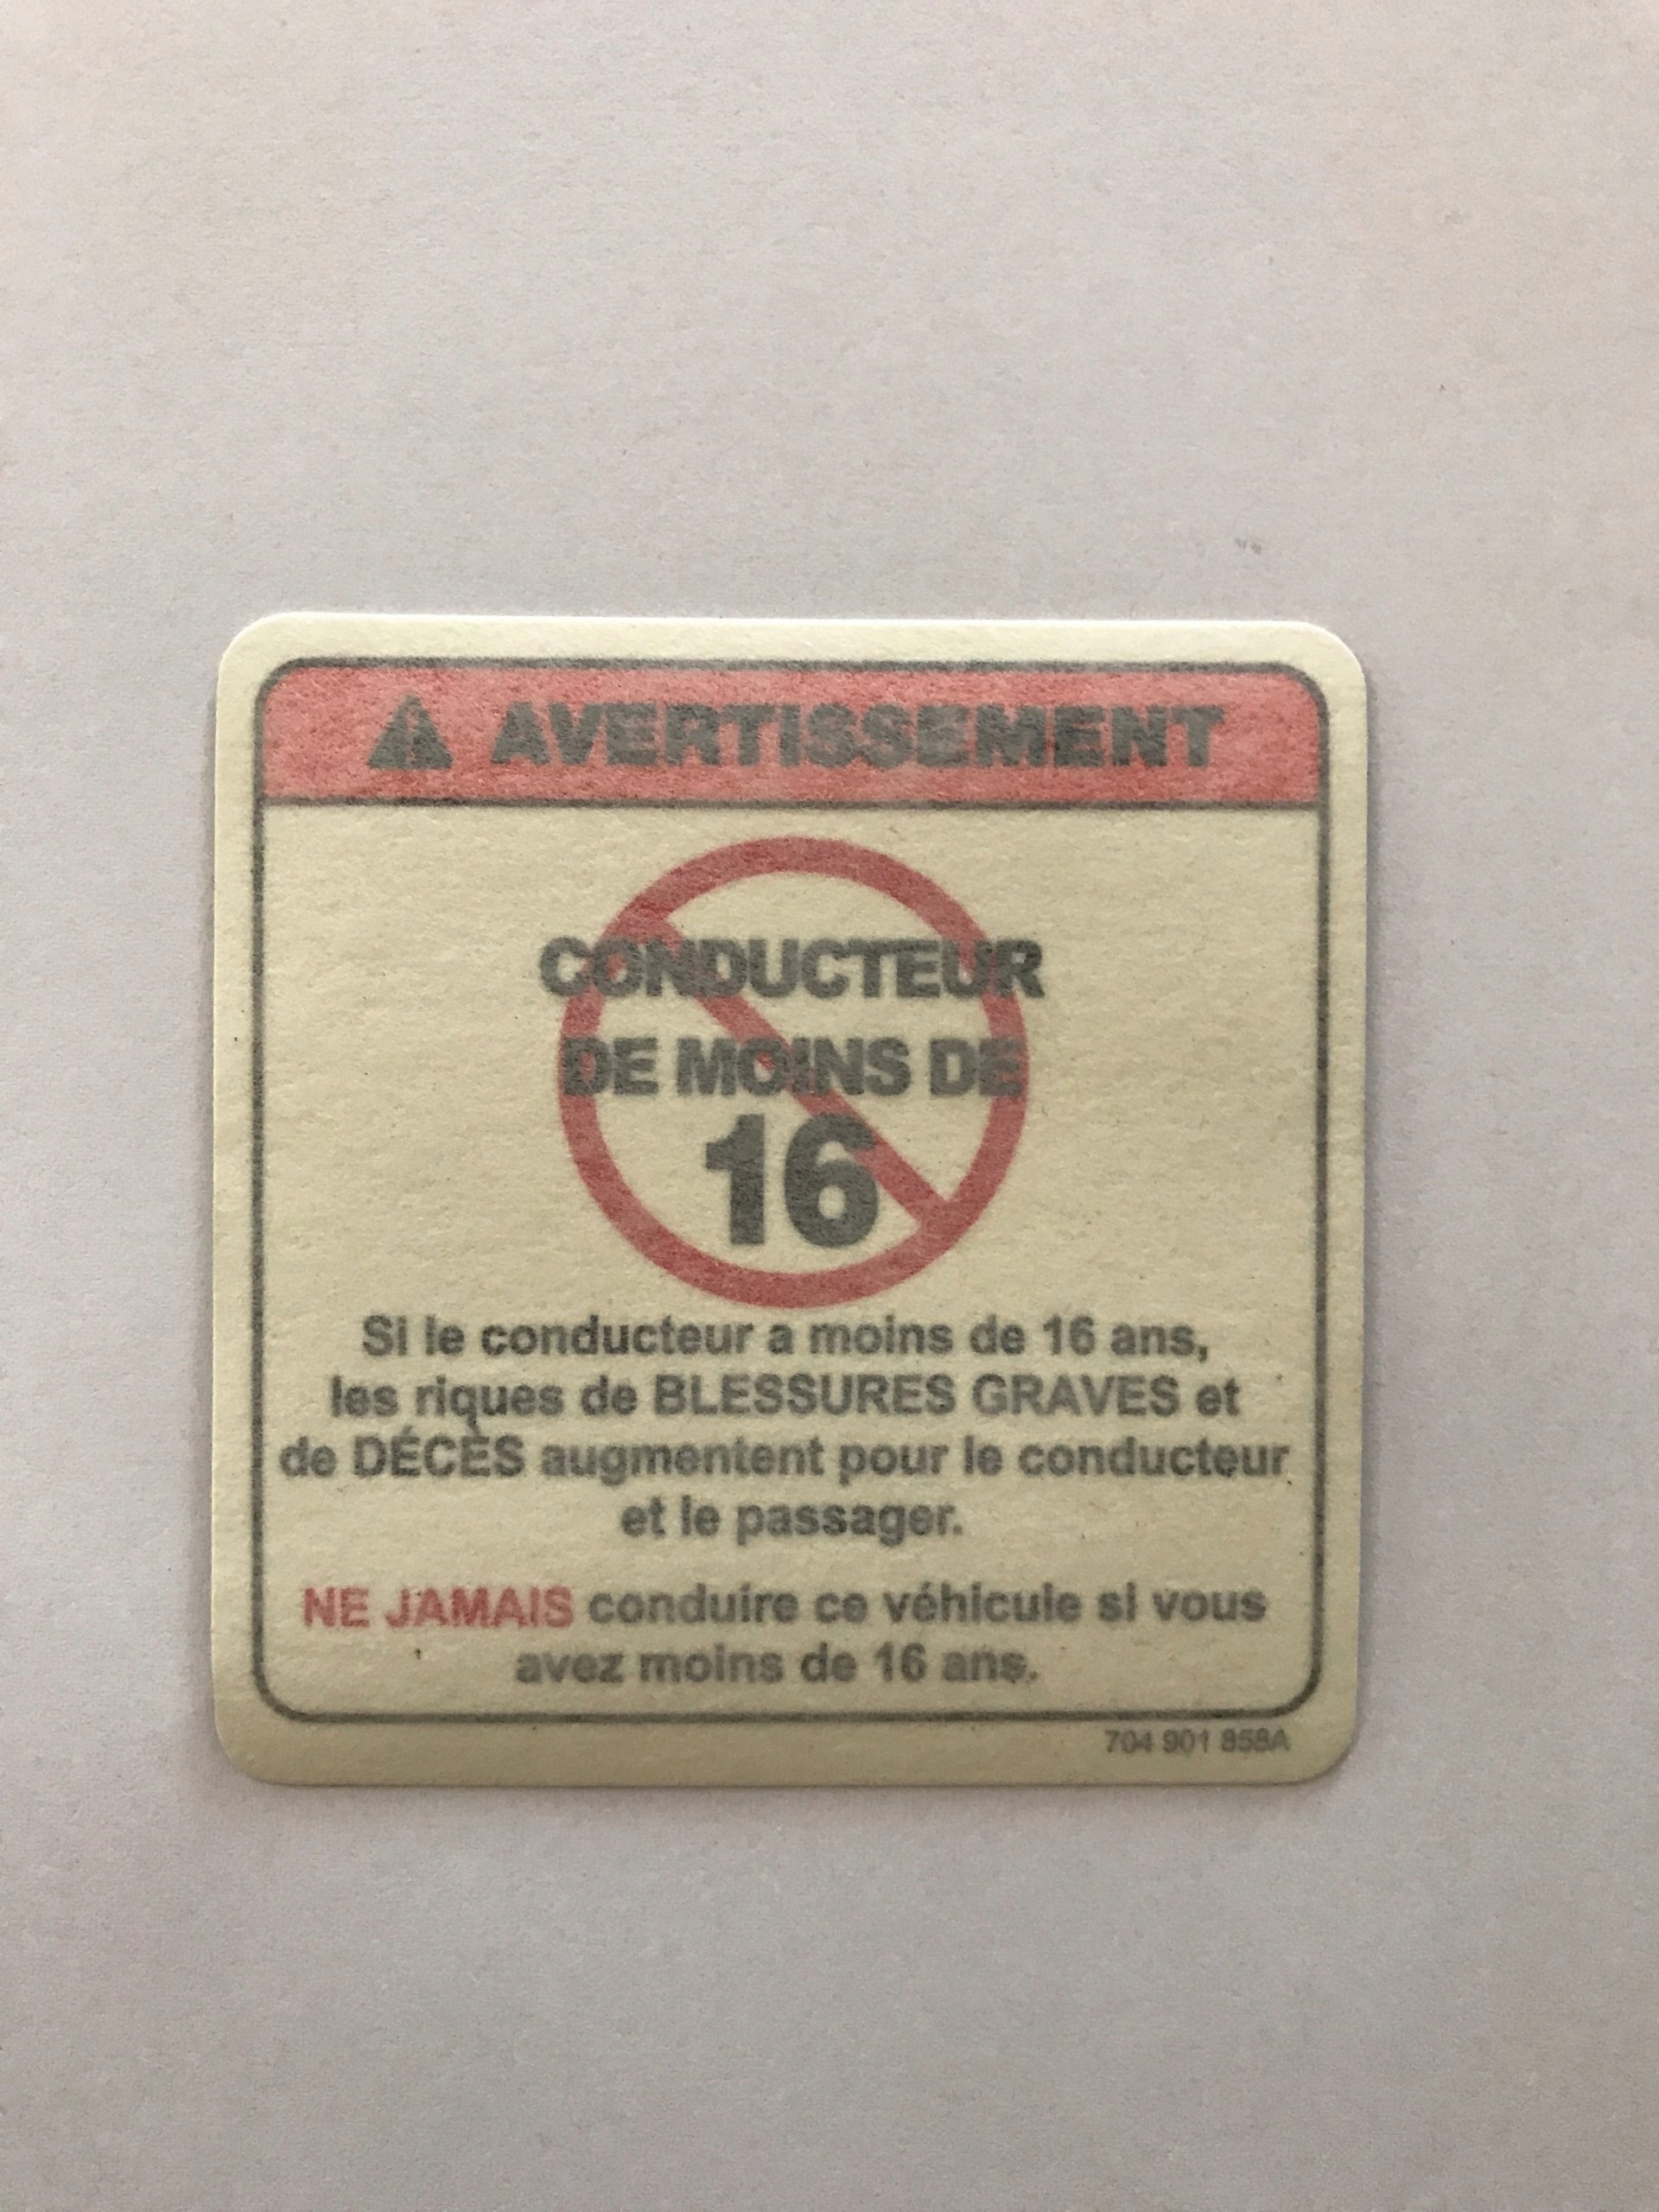 AVERTISSEMENT
CONDUCTEUR
DE MOINS DE
16
Si le conducteur a moins de 16 ans,
les riques de BLESSURES GRAVES et
de DÉCÈS augmentent pour le conducteur
et le passager.
NE JAMAIS conduire ce véhicule si vous
avez moins de 16 ans.
704 901 858A